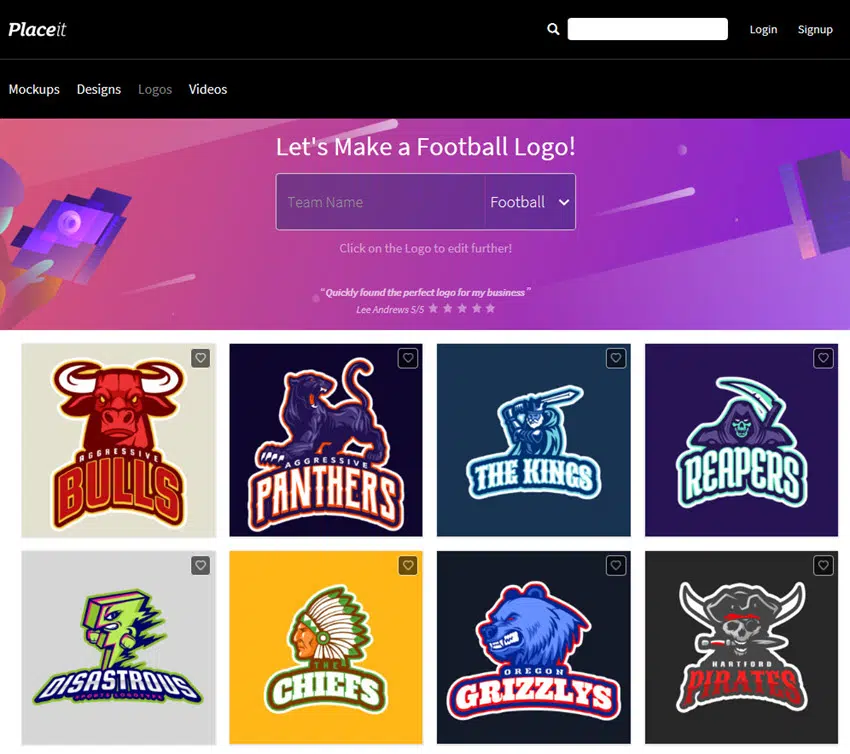 Placeit
Login
Signup
Mockups
Designs
Logos
Videos
Let's Make a Football Logo!
Team Name
Football
Click on the Logo to edit further!
“Quickly found the perfect logo for my business”
Lee Andrews 5/5
AGGRESSIVE
BULLS
AGGRESSIVE
PANTHERS
THE KINGS
REAPERS
DISASTROUS
SPORTS LOGOTYPE
THE
CHIEFS
OREGON
GRIZZLYS
HARTFORD
PIRATES